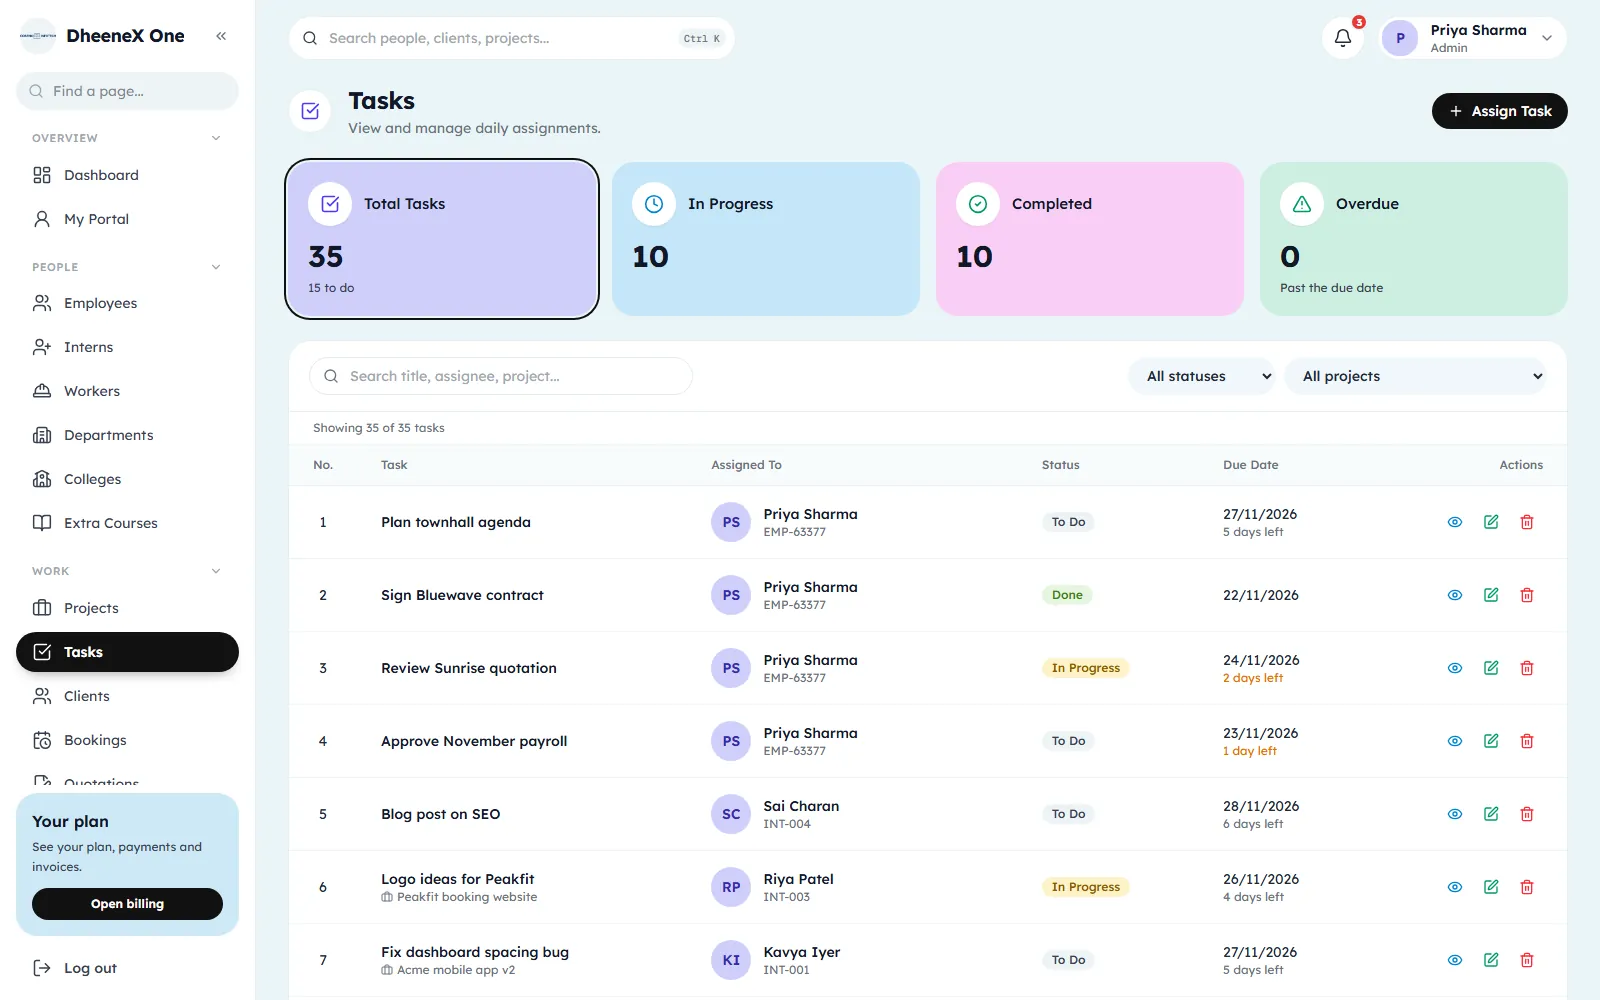 DheeneX One
Search people, clients, projects...
Ctrl K
3
P
Priya Sharma
Admin
Find a page...
OVERVIEW
Dashboard
My Portal
PEOPLE
Employees
Interns
Workers
Departments
Colleges
Extra Courses
WORK
Projects
Tasks
Clients
Bookings
Quotations
Your plan
See your plan, payments and
invoices.
Open billing
Log out
Tasks
View and manage daily assignments.
+ Assign Task
Total Tasks
35
15 to do
In Progress
10
Completed
10
Overdue
0
Past the due date
Search title, assignee, project...
All statuses
All projects
Showing 35 of 35 tasks
No. Task Assigned To Status Due Date Actions
1 Plan townhall agenda PS Priya Sharma To Do 27/11/2026
EMP-63377 5 days left
2 Sign Bluewave contract PS Priya Sharma Done 22/11/2026
EMP-63377
3 Review Sunrise quotation PS Priya Sharma In Progress 24/11/2026
EMP-63377 2 days left
4 Approve November payroll PS Priya Sharma To Do 23/11/2026
EMP-63377 1 day left
5 Blog post on SEO SC Sai Charan To Do 28/11/2026
INT-004 6 days left
6 Logo ideas for Peakfit RP Riya Patel In Progress 26/11/2026
Peakfit booking website INT-003 4 days left
7 Fix dashboard spacing bug KI Kavya Iyer To Do 27/11/2026
Acme mobile app v2 INT-001 5 days left